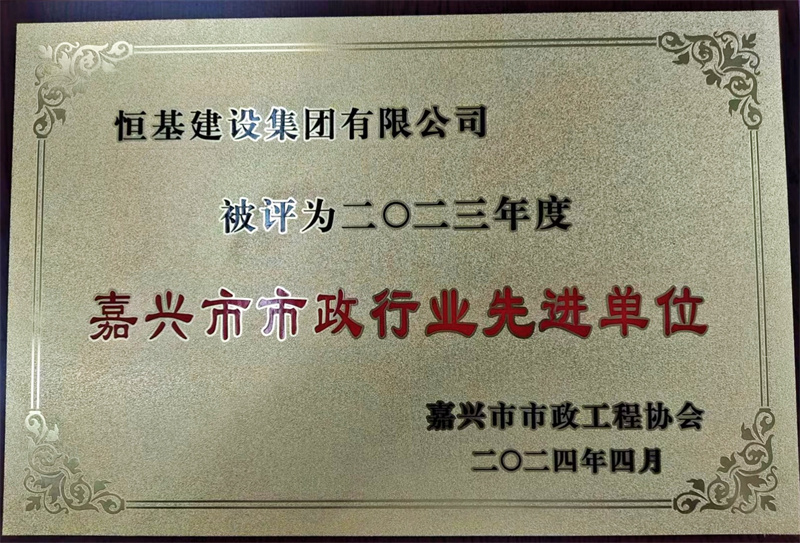 恒基建设集团有限公司
被评为二〇二三年度
嘉兴市市政行业先进单位
嘉兴市市政工程协会
二〇二四年四月